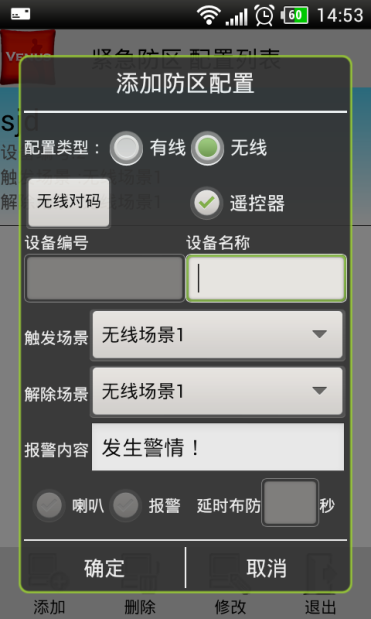 60 14:53
VENUS 紧急防区 配置列表
添加防区配置
sjd
配置类型： 有线 无线
无线对码 遥控器
设备编号 设备名称
触发场景 无线场景1
解除场景 无线场景1
报警内容 发生警情！
喇叭 报警 延时布防 秒
确定 取消
添加 删除 修改 退出